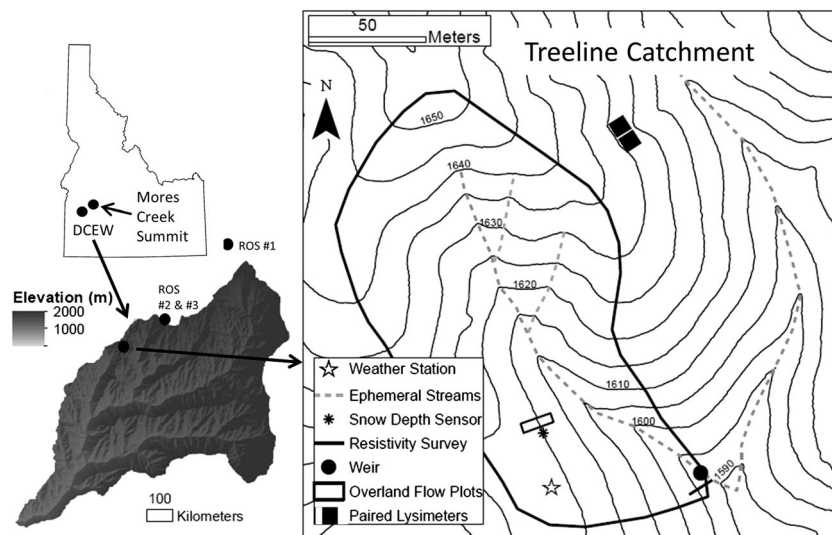 Mores
Creek
Summit
DCEW
ROS #1
ROS
#2 & #3
Elevation (m)
2000
1000
100
Kilometers
50
Meters
Treeline Catchment
N
1650
1640
1630
1620
1610
1600
1590
Weather Station
Ephemeral Streams
Snow Depth Sensor
Resistivity Survey
Weir
Overland Flow Plots
Paired Lysimeters